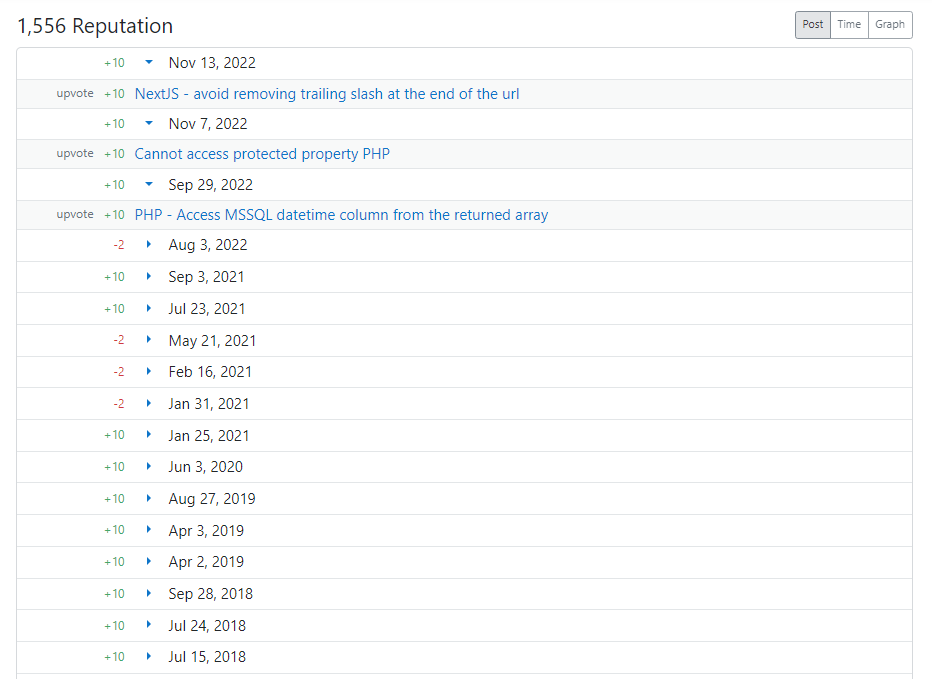 1,556 Reputation
Post Time Graph
+10 Nov 13, 2022
upvote +10 NextJS - avoid removing trailing slash at the end of the url
+10 Nov 7, 2022
upvote +10 Cannot access protected property PHP
+10 Sep 29, 2022
upvote +10 PHP - Access MSSQL datetime column from the returned array
-2 Aug 3, 2022
+10 Sep 3, 2021
+10 Jul 23, 2021
-2 May 21, 2021
-2 Feb 16, 2021
-2 Jan 31, 2021
+10 Jan 25, 2021
+10 Jun 3, 2020
+10 Aug 27, 2019
+10 Apr 3, 2019
+10 Apr 2, 2019
+10 Sep 28, 2018
+10 Jul 24, 2018
+10 Jul 15, 2018